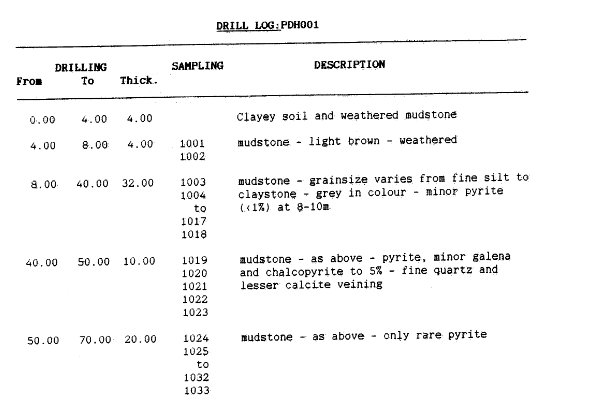 DRILL LOG:PDH001
DRILLING SAMPLING DESCRIPTION
From To Thick.
0.00 4.00 4.00 Clayey soil and weathered mudstone
4.00 8.00 4.00 1001 mudstone - light brown - weathered
1002
8.00 40.00 32.00 1003 mudstone - grainsize varies from fine silt to
1004 claystone - grey in colour - minor pyrite
to (<1%) at 8-10m
1017
1018
40.00 50.00 10.00 1019 mudstone - as above - pyrite, minor galena
1020 and chalcopyrite to 5% - fine quartz and
1021 lesser calcite veining
1022
1023
50.00 70.00 20.00 1024 mudstone - as above - only rare pyrite
1025
to
1032
1033